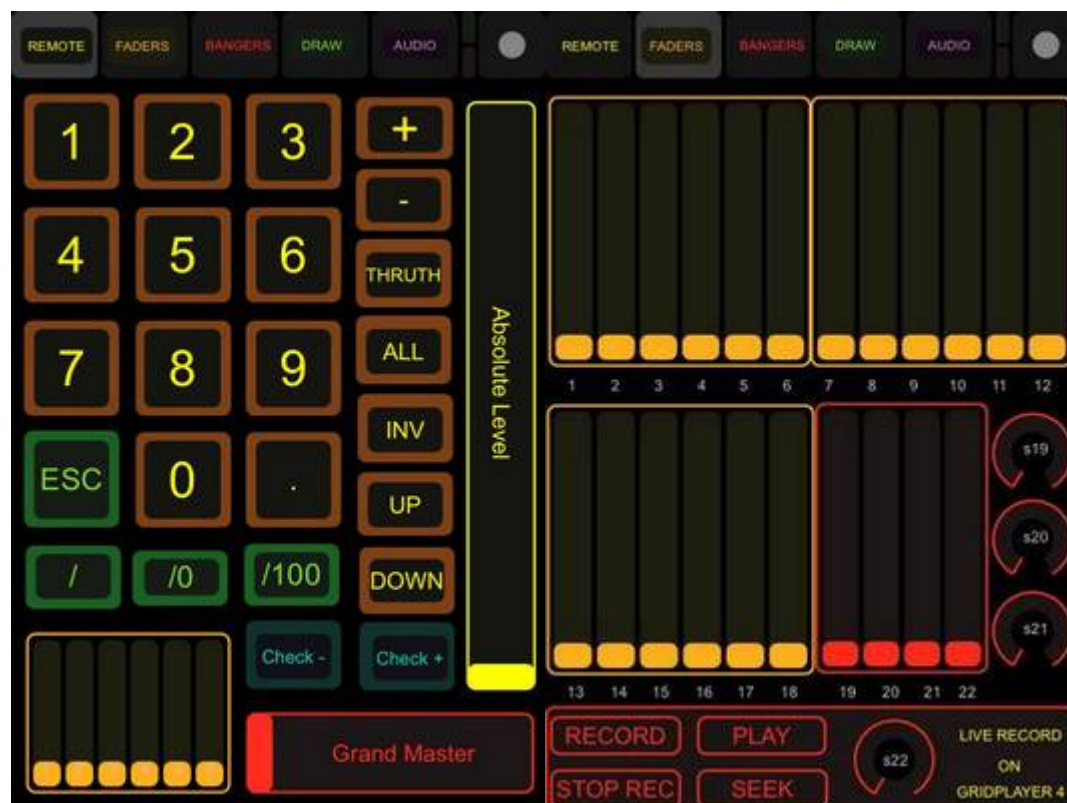 REMOTE FADERS BANGERS DRAW AUDIO
1 2 3 +
-
4 5 6 THRUTH
7 8 9 ALL
INV
ESC 0 . UP
/ /0 /100 DOWN
Check - Check +
Absolute Level
Grand Master
REMOTE FADERS BANGERS DRAW AUDIO
1 2 3 4 5 6 7 8 9 10 11 12
s19
s20
s21
13 14 15 16 17 18 19 20 21 22
RECORD PLAY
STOP REC SEEK
s22
LIVE RECORD
ON
GRIDPLAYER 4